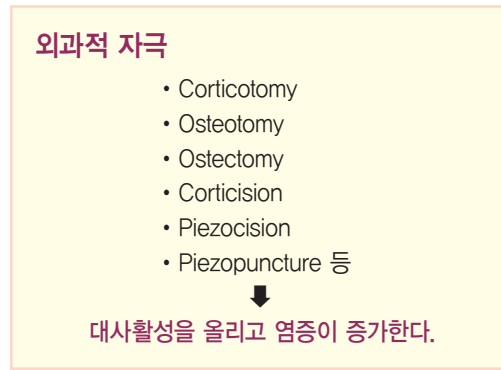 외과적 자극
• Corticotomy
• Osteotomy
• Ostectomy
• Corticision
• Piezocision
• Piezopuncture 등
대사활성을 올리고 염증이 증가한다.